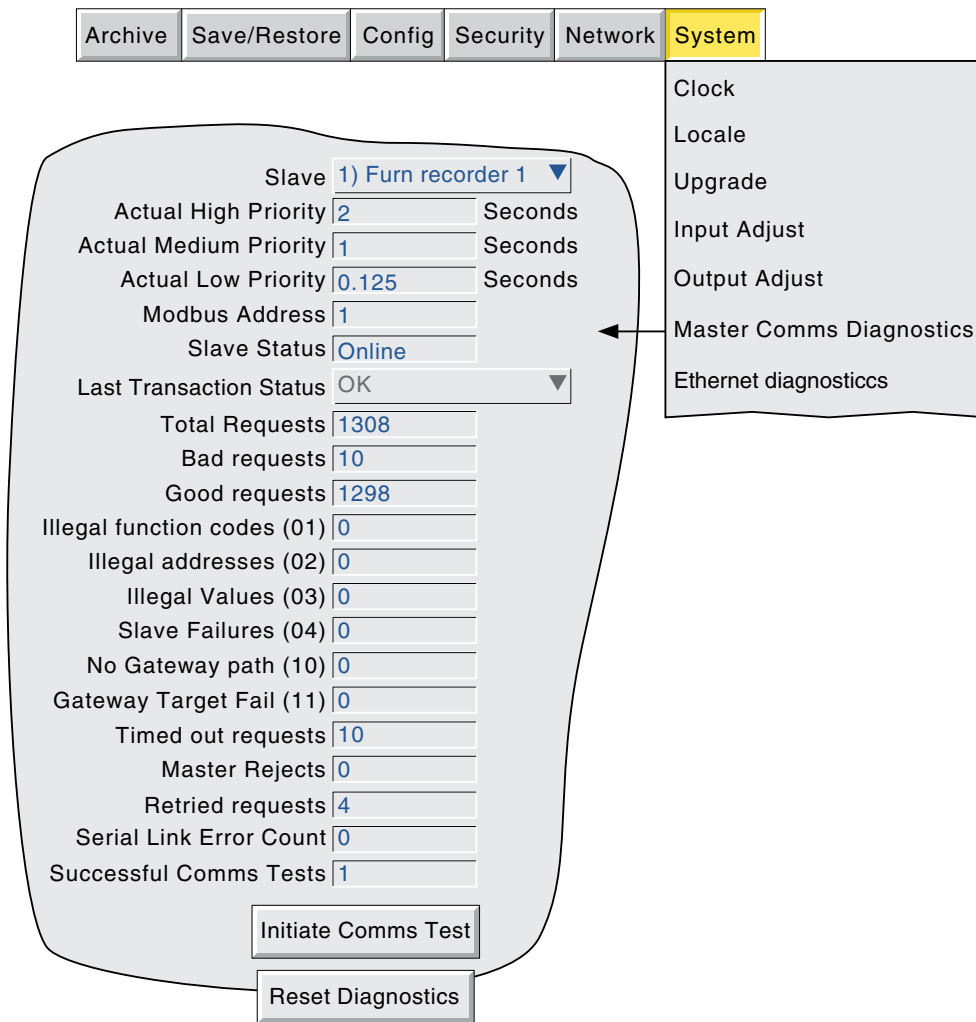 Archive Save/Restore Config Security Network System
Clock
Locale
Upgrade
Input Adjust
Output Adjust
Master Comms Diagnostics
Ethernet diagnosticcs
Slave 1) Furn recorder 1
Actual High Priority 2 Seconds
Actual Medium Priority 1 Seconds
Actual Low Priority 0.125 Seconds
Modbus Address 1
Slave Status Online
Last Transaction Status OK
Total Requests 1308
Bad requests 10
Good requests 1298
Illegal function codes (01) 0
Illegal addresses (02) 0
Illegal Values (03) 0
Slave Failures (04) 0
No Gateway path (10) 0
Gateway Target Fail (11) 0
Timed out requests 10
Master Rejects 0
Retried requests 4
Serial Link Error Count 0
Successful Comms Tests 1
Initiate Comms Test
Reset Diagnostics